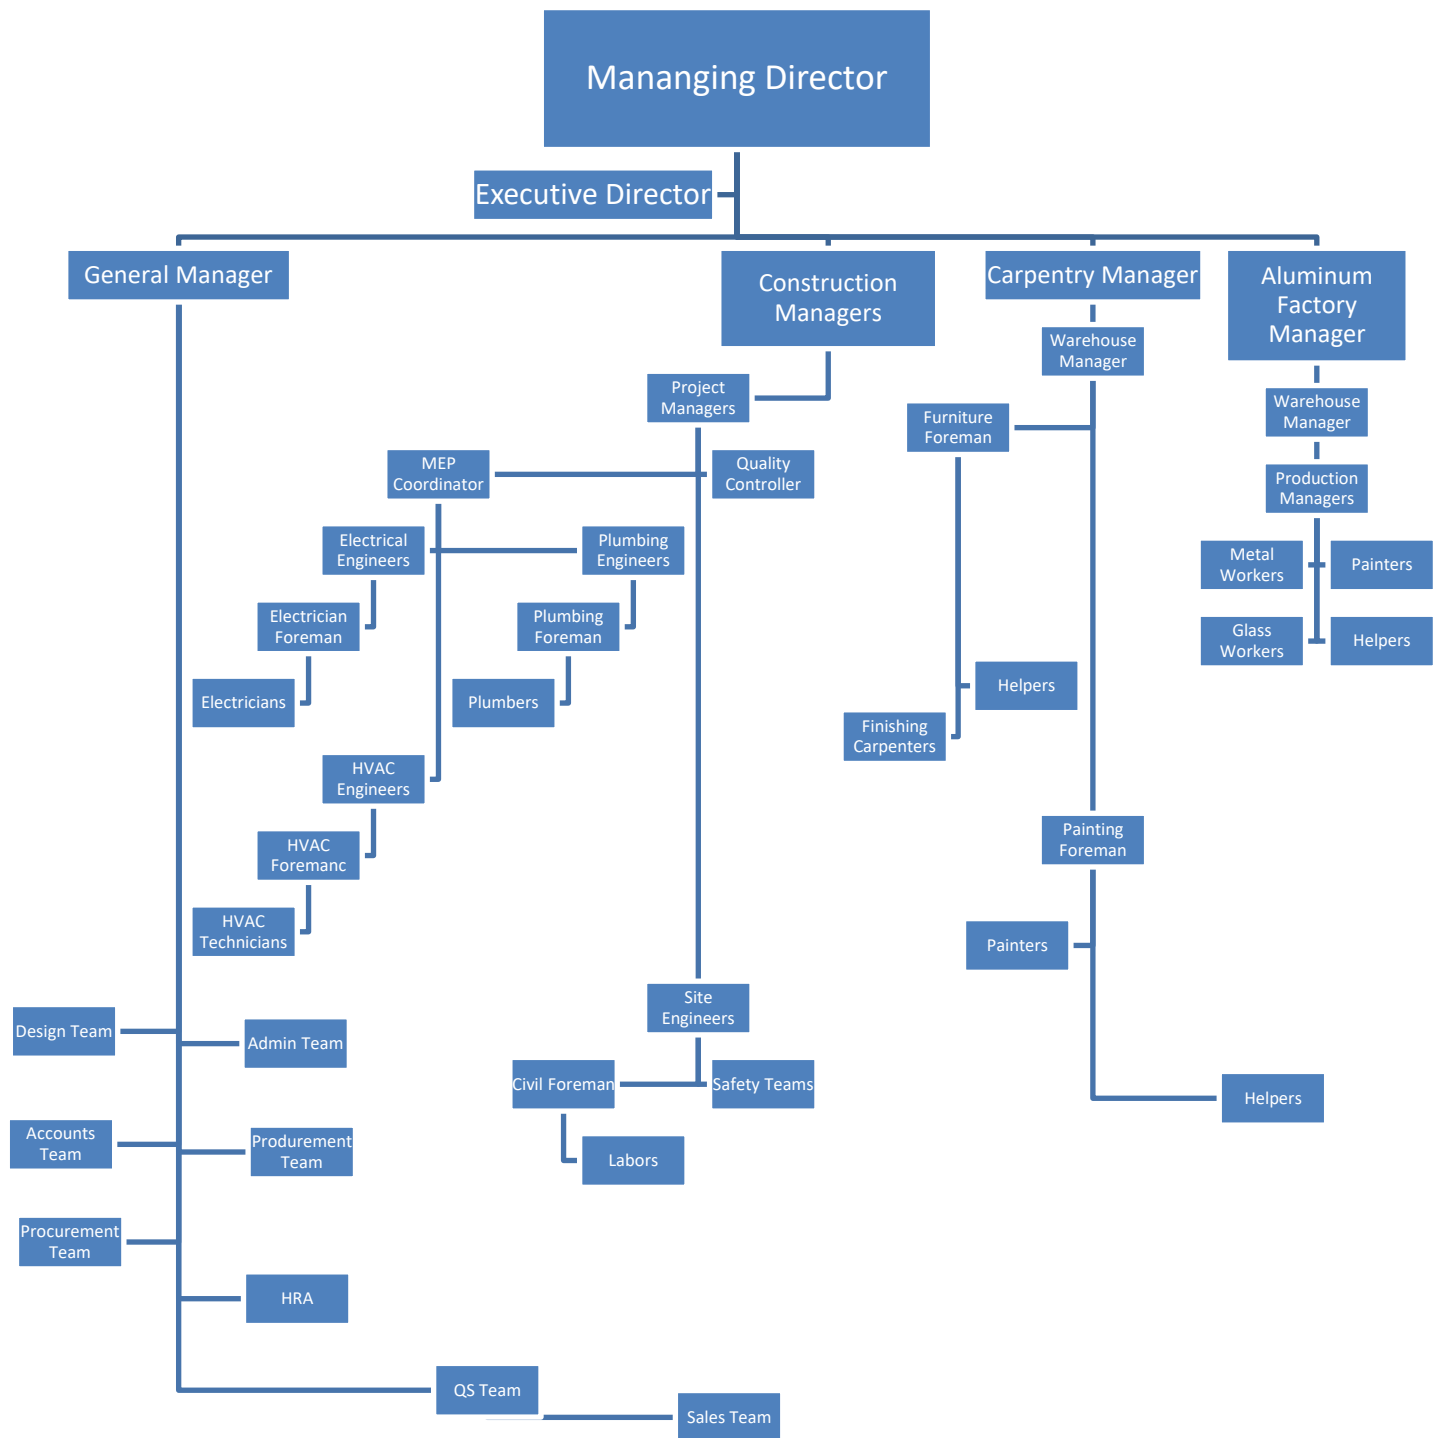 Mananging Director
Executive Director
General Manager
Construction
Managers
Carpentry Manager
Aluminum
Factory
Manager
Warehouse
Manager
Project
Managers
Warehouse
Manager
Furniture
Foreman
MEP
Coordinator
Quality
Controller
Production
Managers
Electrical
Engineers
Plumbing
Engineers
Metal
Workers
Painters
Electrician
Foreman
Plumbing
Foreman
Glass
Workers
Helpers
Electricians
Plumbers
Helpers
Finishing
Carpenters
HVAC
Engineers
HVAC
Foremanc
Painting
Foreman
HVAC
Technicians
Painters
Site
Engineers
Design Team
Admin Team
Civil Foreman
Safety Teams
Helpers
Accounts
Team
Produrement
Team
Labors
Procurement
Team
HRA
QS Team
Sales Team